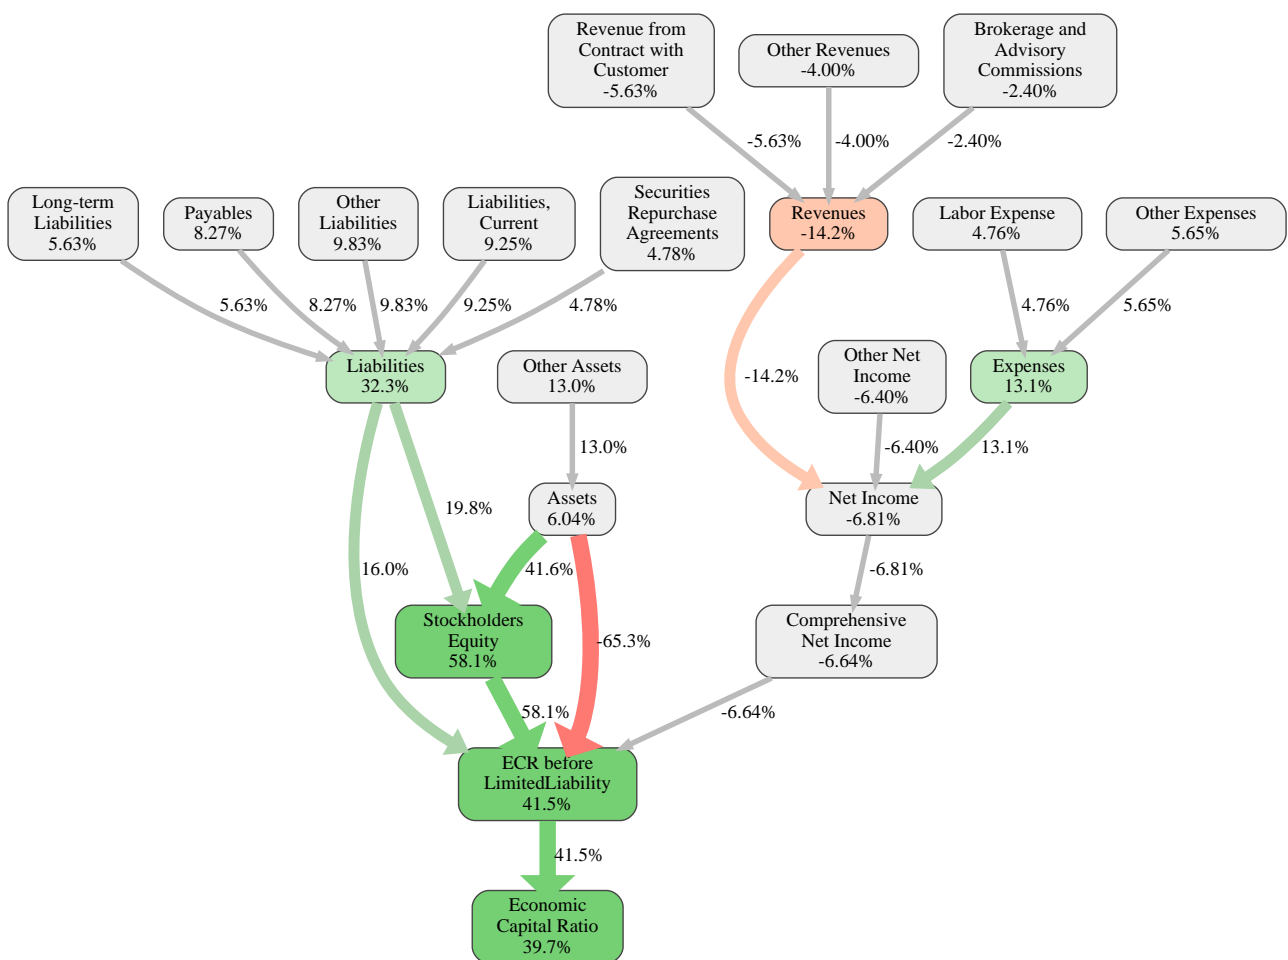 Revenue from
Contract with
Customer
-5.63%
Other Revenues
-4.00%
Brokerage and
Advisory
Commissions
-2.40%
-5.63%
-4.00%
-2.40%
Long-term
Liabilities
5.63%
Payables
8.27%
Other
Liabilities
9.83%
Liabilities,
Current
9.25%
Securities
Repurchase
Agreements
4.78%
Revenues
-14.2%
Labor Expense
4.76%
Other Expenses
5.65%
5.63%
8.27%
9.83%
9.25%
4.78%
4.76%
5.65%
Liabilities
32.3%
Other Assets
13.0%
-14.2%
Other Net
Income
-6.40%
Expenses
13.1%
13.0%
-6.40%
13.1%
Assets
6.04%
Net Income
-6.81%
19.8%
16.0%
41.6%
-6.81%
Stockholders
Equity
58.1%
-65.3%
Comprehensive
Net Income
-6.64%
58.1%
-6.64%
ECR before
LimitedLiability
41.5%
41.5%
Economic
Capital Ratio
39.7%